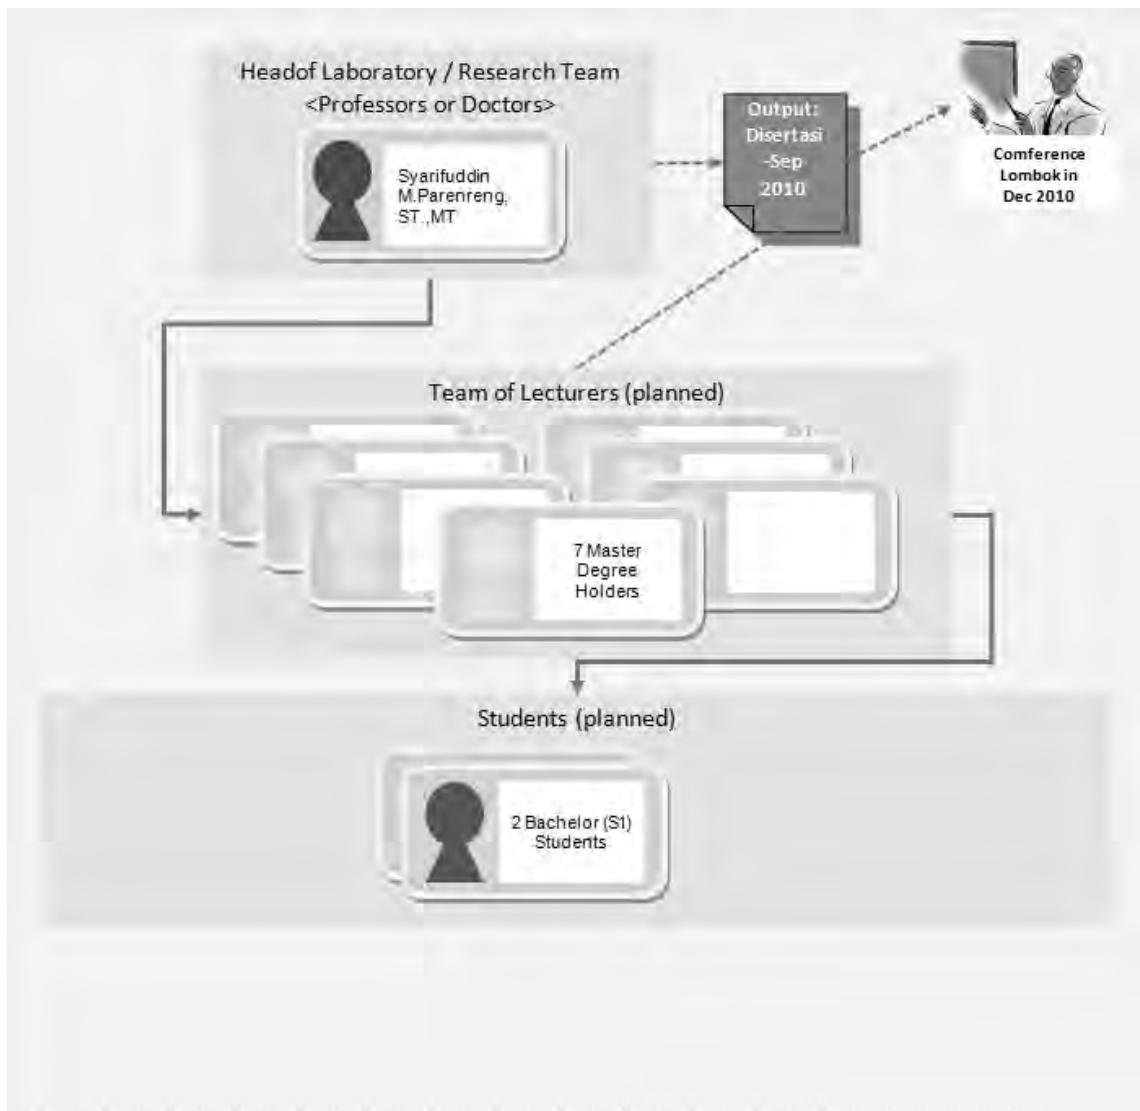 Headof Laboratory / Research Team
<Professors or Doctors>
Syarifuddin
M.Parenreng,
ST.,MT
Output:
Disertasi
-Sep
2010
Comference
Lombok in
Dec 2010
Team of Lecturers (planned)
7 Master
Degree
Holders
Students (planned)
2 Bachelor (S1)
Students